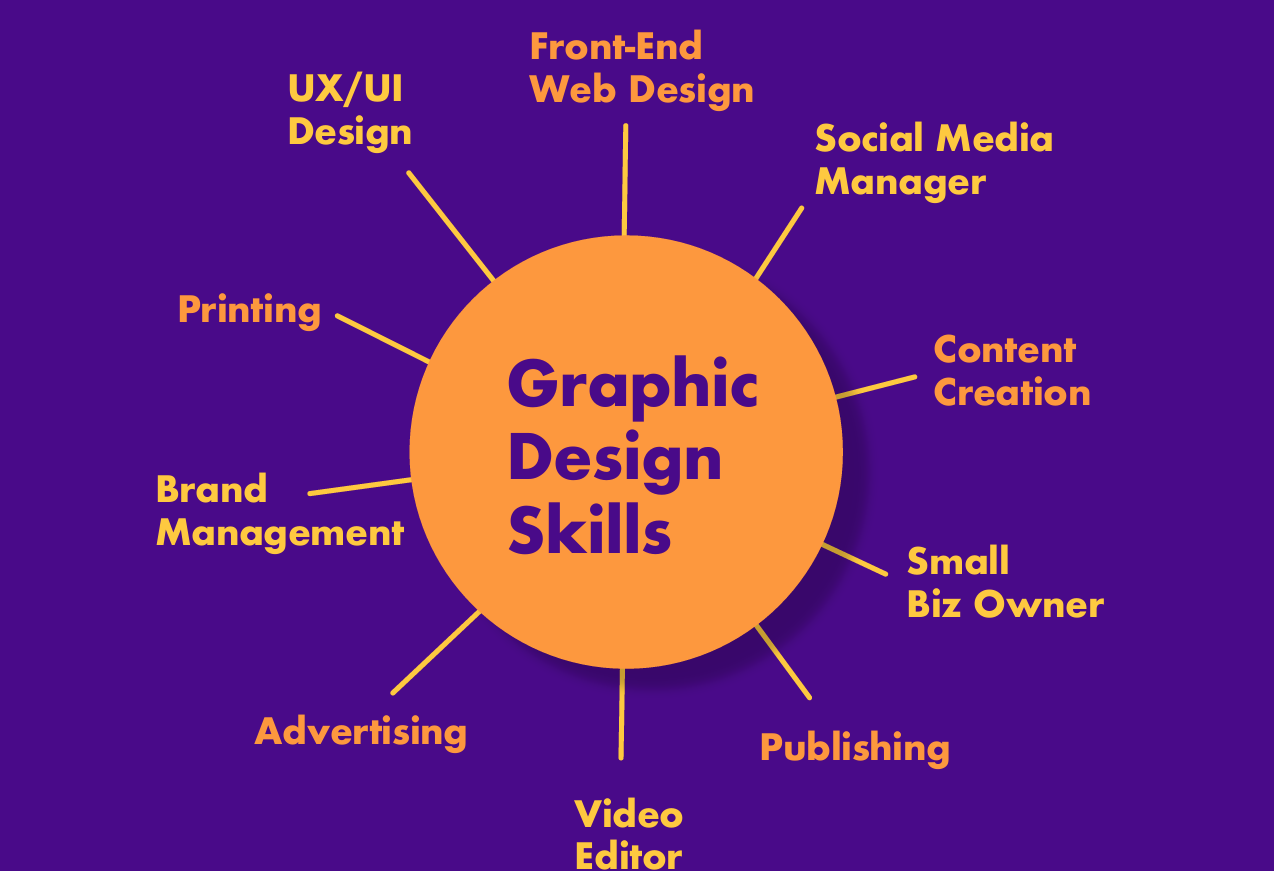 Front-End
Web Design
UX/UI
Design
Social Media
Manager
Printing
Content
Creation
Graphic
Design
Skills
Brand
Management
Small
Biz Owner
Advertising
Publishing
Video
Editor